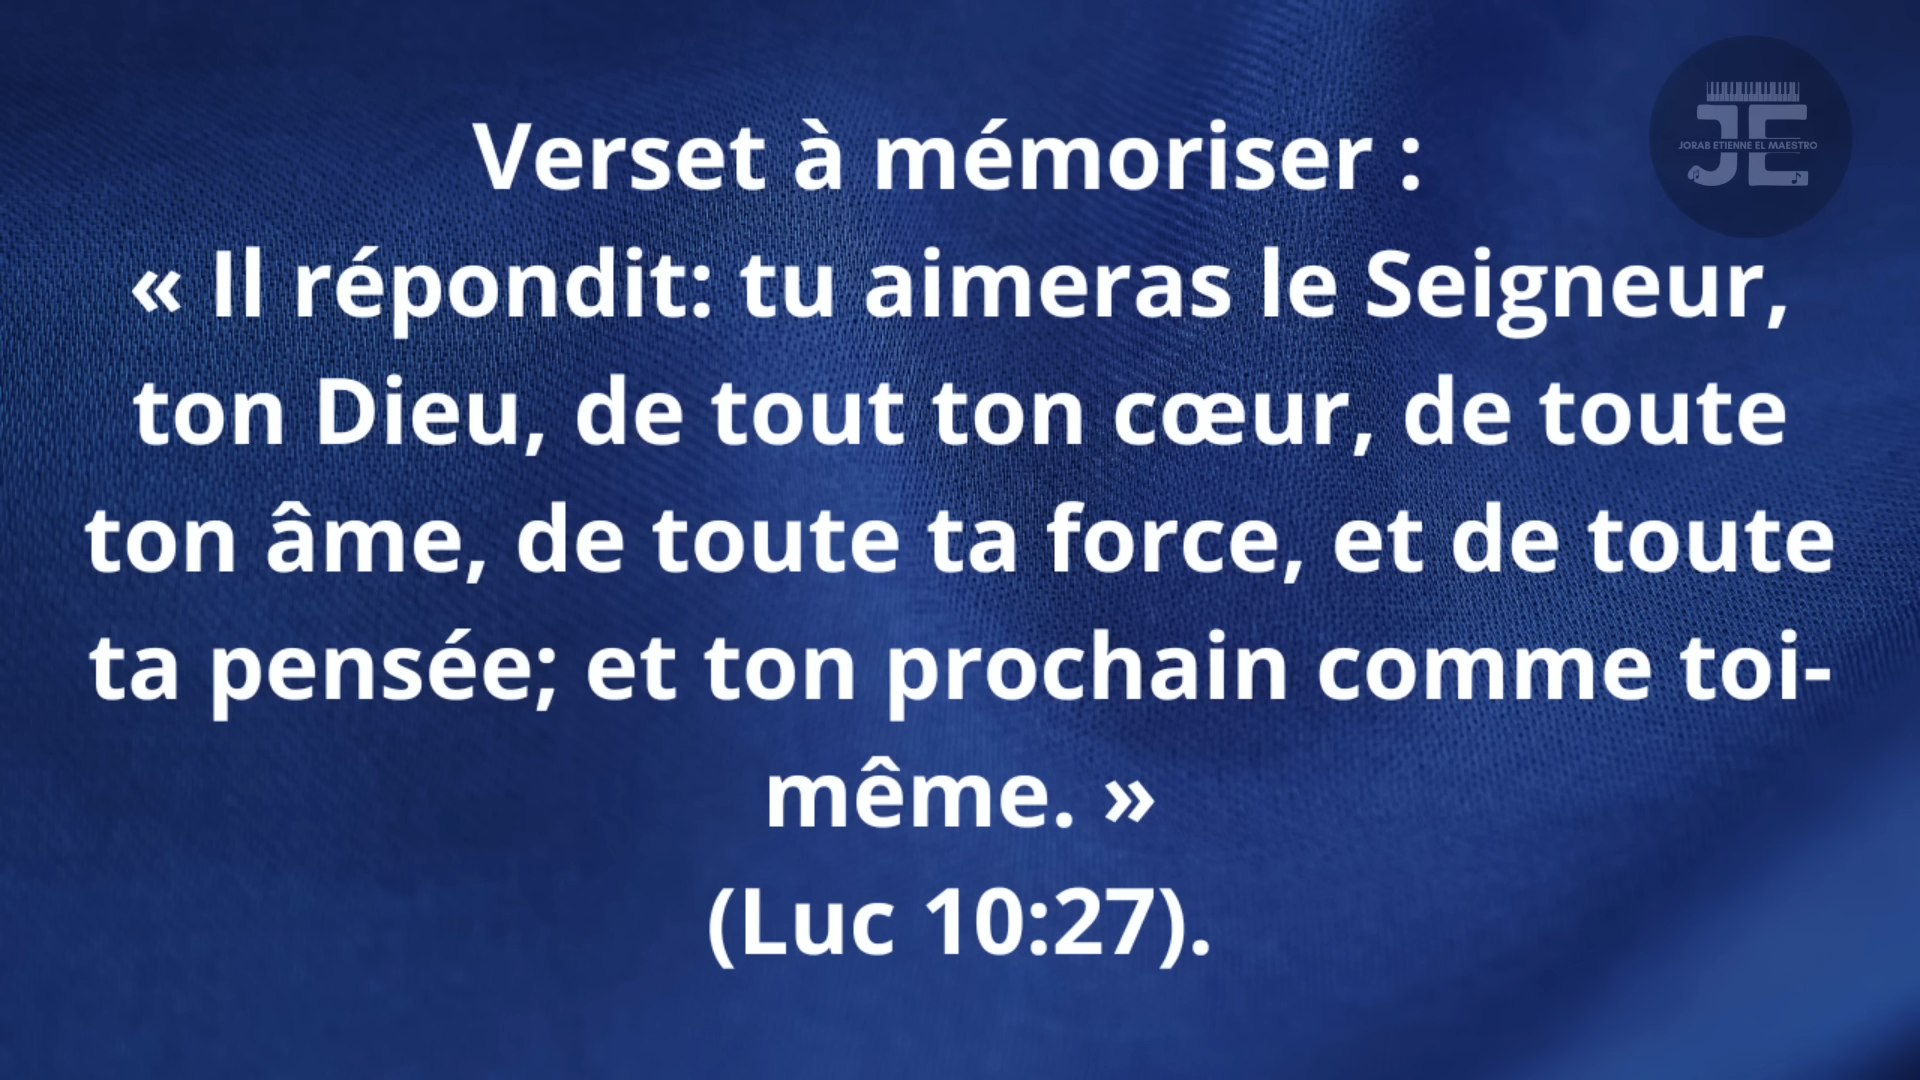 Verset à mémoriser :
« Il répondit: tu aimeras le Seigneur,
ton Dieu, de tout ton cœur, de toute
ton âme, de toute ta force, et de toute
ta pensée; et ton prochain comme toi-
même. »
(Luc 10:27).
JE
JORAB ETIENNE EL MAESTRO